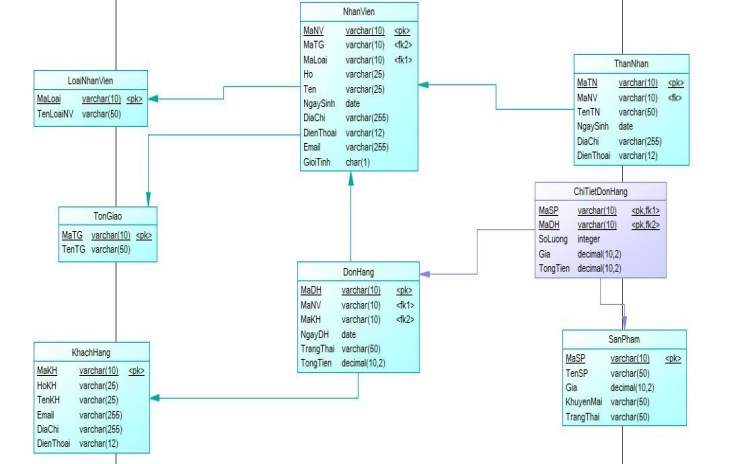 NhanVien
MaNV varchar(10) <pk>
MaTG varchar(10) <fk2>
MaLoai varchar(10) <fk1>
Ho varchar(25)
Ten varchar(25)
NgaySinh date
DiaChi varchar(255)
DienThoai varchar(12)
Email varchar(255)
GioiTinh char(1)
LoaiNhanVien
MaLoai varchar(10) <pk>
TenLoaiNV varchar(50)
ThanNhan
MaTN varchar(10) <pk>
MaNV varchar(10) <fk>
TenTN varchar(50)
NgaySinh date
DiaChi varchar(255)
DienThoai varchar(12)
ChiTietDonHang
MaSP varchar(10) <pk,fk1>
MaDH varchar(10) <pk,fk2>
SoLuong integer
Gia decimal(10,2)
TongTien decimal(10,2)
TonGiao
MaTG varchar(10) <pk>
TenTG varchar(50)
DonHang
MaDH varchar(10) <pk>
MaNV varchar(10) <fk1>
MaKH varchar(10) <fk2>
NgayDH date
TrangThai varchar(50)
TongTien decimal(10,2)
KhachHang
MaKH varchar(10) <pk>
HoKH varchar(25)
TenKH varchar(25)
Email varchar(255)
DiaChi varchar(255)
DienThoai varchar(12)
SanPham
MaSP varchar(10) <pk>
TenSP varchar(50)
Gia decimal(10,2)
KhuyenMai varchar(50)
TrangThai varchar(50)